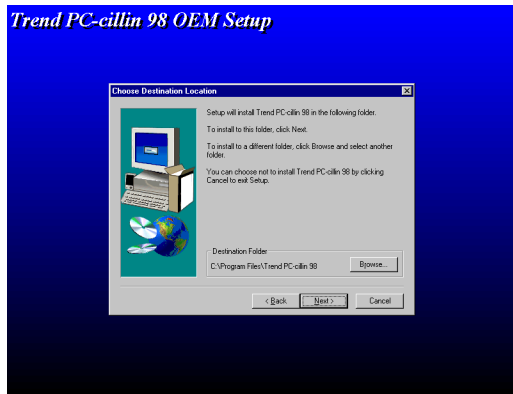 Trend PC-cillin 98 OEM Setup
Choose Destination Location
Setup will install Trend PC-cillin 98 in the following folder.
To install to this folder, click Next.
To install to a different folder, click Browse and select another
folder.
You can choose not to install Trend PC-cillin 98 by clicking
Cancel to exit Setup.
Destination Folder
C:\Program Files\Trend PC-cillin 98
Browse...
< Back
Next >
Cancel